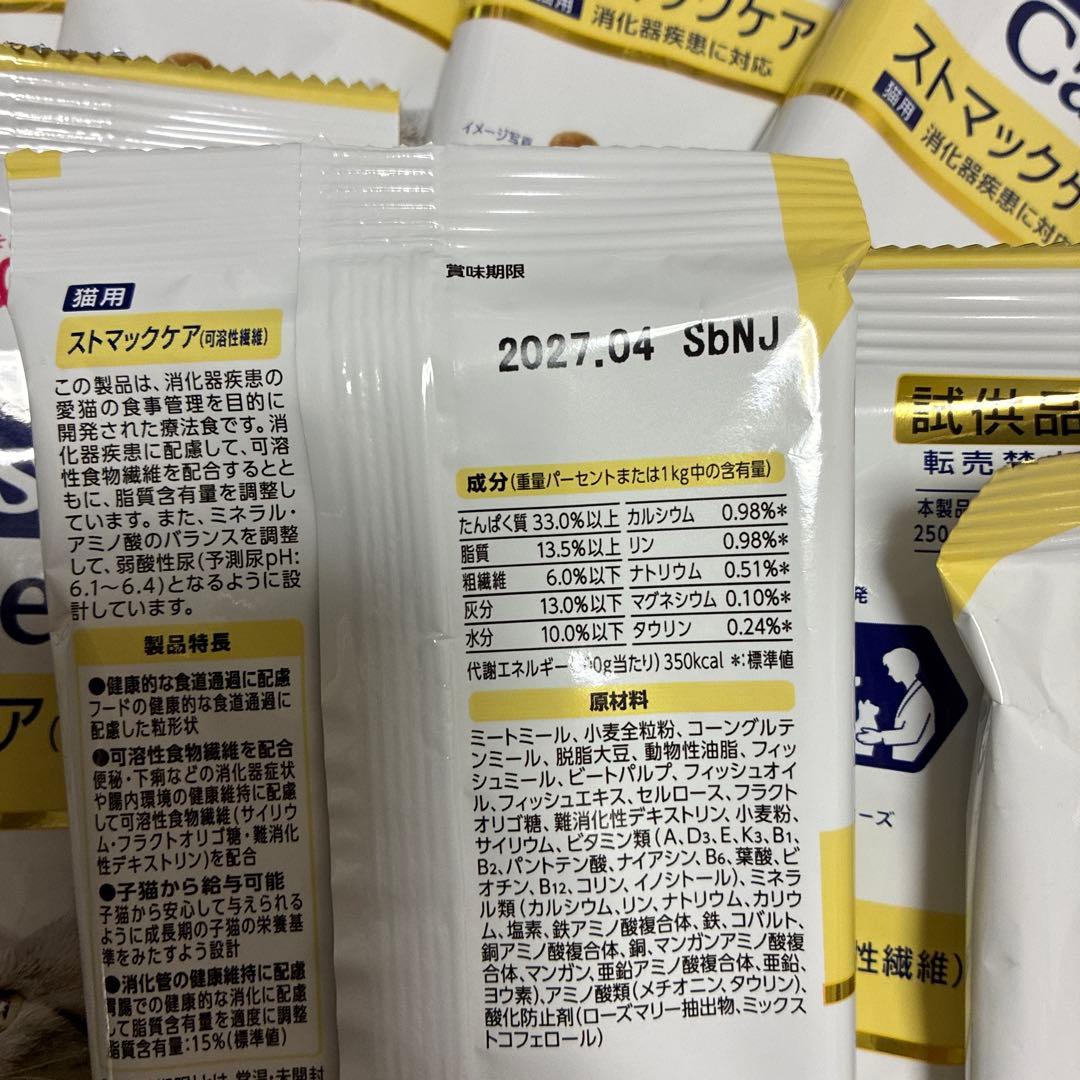 猫用
消化器疾患に対応
イメージ写真
Ca
ストマックケ
猫用
消化器疾患に対応
猫用
ストマックケア(可溶性繊維)
この製品は、消化器疾患の
愛猫の食事管理を目的に
開発された療法食です。消
化器疾患に配慮して、可溶
性食物繊維を配合するとと
もに、脂質含有量を調整し
ています。また、ミネラル・
アミノ酸のバランスを調整
して、弱酸性尿(予測尿pH:
6.1〜6.4)となるように設
計しています。
製品特長
●健康的な食道通過に配慮
フードの健康的な食道通過に
配慮した粒形状
●可溶性食物繊維を配合
便秘・下痢などの消化器症状
や腸内環境の健康維持に配慮
して可溶性食物繊維(サイリウ
ム・フラクトオリゴ糖・難消化
性デキストリン)を配合
●子猫から給与可能
子猫から安心して与えられる
ように成長期の子猫の栄養基
準をみたすよう設計
●消化管の健康維持に配慮
胃腸での健康的な消化に配慮
して脂質含有量を適度に調整
脂質含有量:15%(標準値)
賞味期限
2027.04 SbNJ
成分(重量パーセントまたは1kg中の含有量)
たんぱく質 33.0%以上 カルシウム 0.98%*
脂質 13.5%以上 リン 0.98%*
粗繊維 6.0%以下 ナトリウム 0.51%*
灰分 13.0%以下 マグネシウム 0.10%*
水分 10.0%以下 タウリン 0.24%*
代謝エネルギー 0g当たり) 350kcal *:標準値
原材料
ミートミール、小麦全粒粉、コーングルテ
ンミール、脱脂大豆、動物性油脂、フィッ
シュミール、ビートパルプ、フィッシュオイ
ル、フィッシュエキス、セルロース、フラクト
オリゴ糖、難消化性デキストリン、小麦粉、
サイリウム、ビタミン類(A、D3、E、K3、B1、
B2、パントテン酸、ナイアシン、B6、葉酸、ビ
オチン、B12、コリン、イノシトール)、ミネラ
ル類(カルシウム、リン、ナトリウム、カリウ
ム、塩素、鉄アミノ酸複合体、鉄、コバルト、
銅アミノ酸複合体、銅、マンガンアミノ酸複
合体、マンガン、亜鉛アミノ酸複合体、亜鉛、
ヨウ素)、アミノ酸類(メチオニン、タウリン)、
酸化防止剤(ローズマリー抽出物、ミックス
トコフェロール)
試供品
転売禁
本製品
250
ーズ
性繊維)